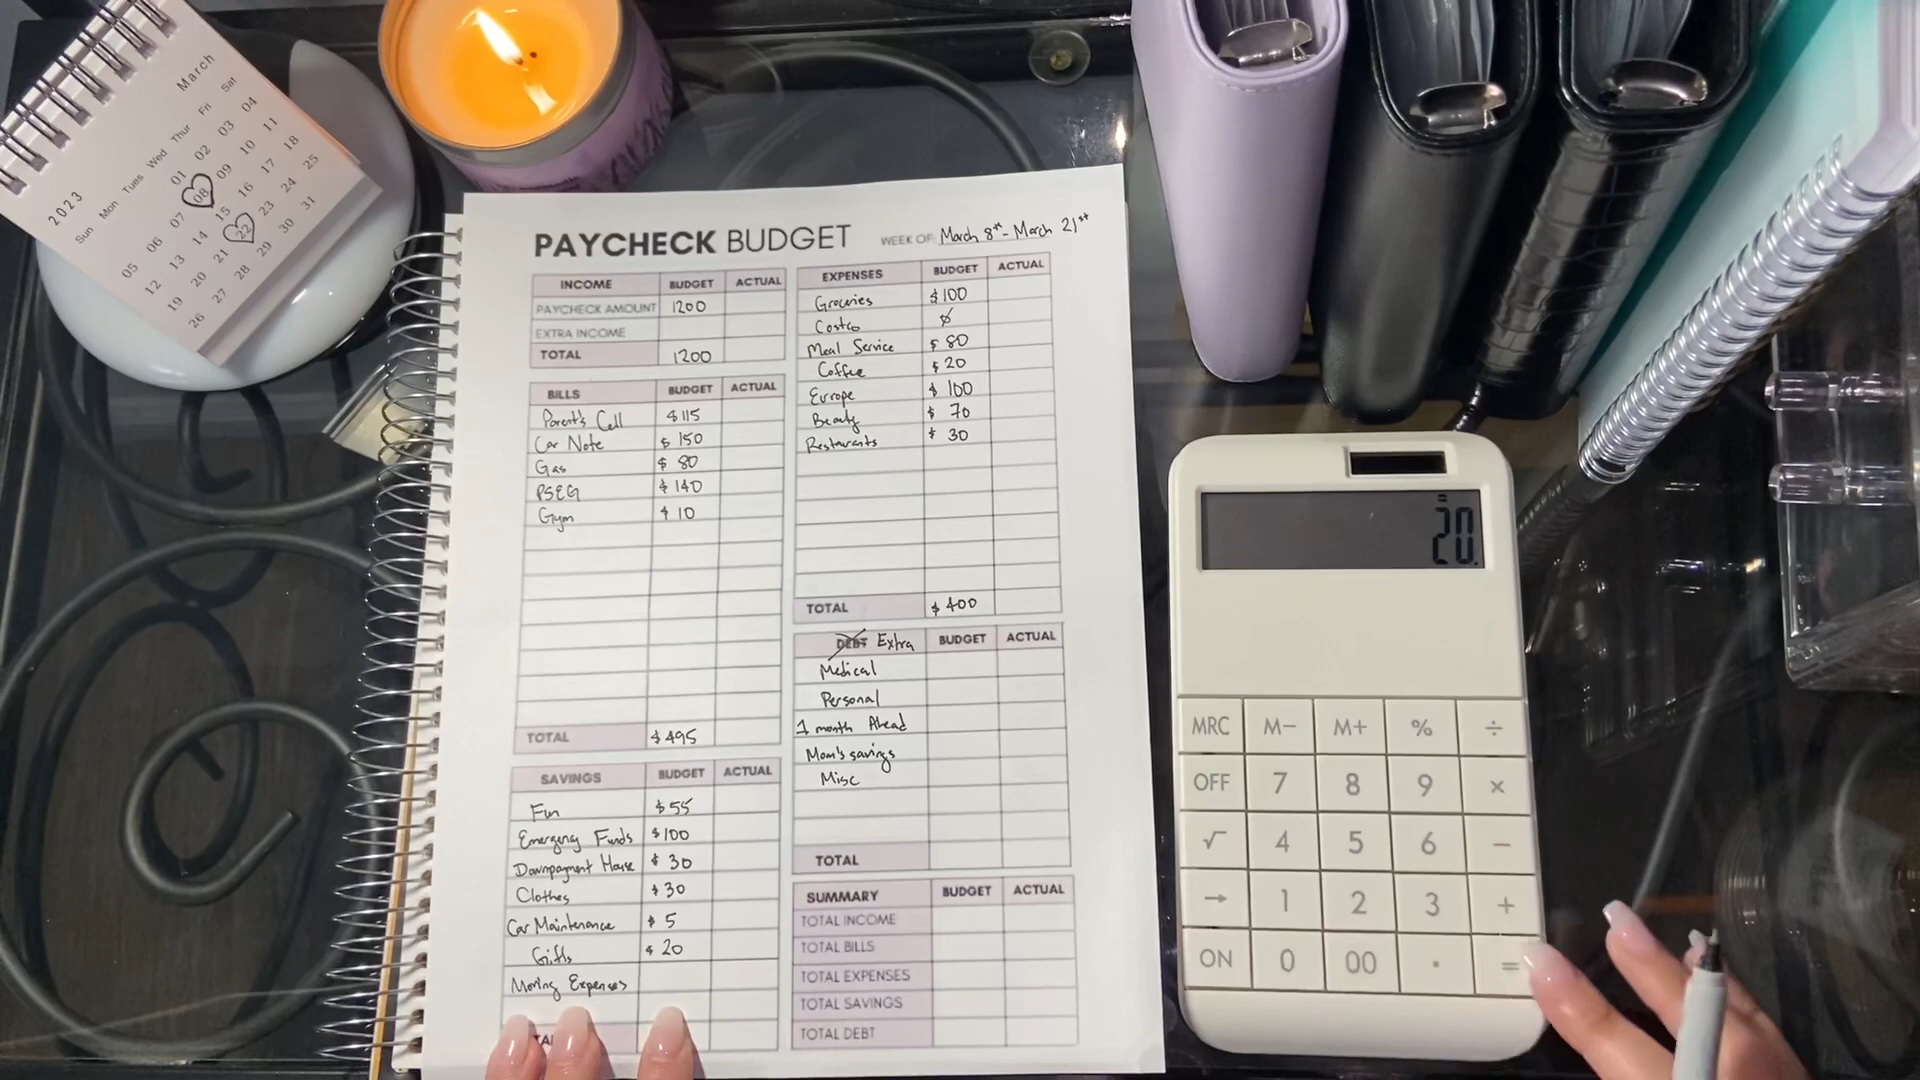 March
2023
Sun Mon Tues Wed Thur Fri Sat
01 02 03 04
05 06 07 08 09 10 11
12 13 14 15 16 17 18
19 20 21 22 23 24 25
26 27 28 29 30 31
PAYCHECK BUDGET WEEK OF: March 8th - March 21st
INCOME BUDGET ACTUAL
PAYCHECK AMOUNT 1200
EXTRA INCOME
TOTAL 1200
BILLS BUDGET ACTUAL
Parent's Cell $115
Car Note $ 150
Gas $ 80
PSEG $ 140
Gym $ 10
TOTAL $495
SAVINGS BUDGET ACTUAL
Fun $55
Emergency Funds $100
Downpayment House $ 30
Clothes $30
Car Maintenance $ 5
Gifts $ 20
Moving Expenses
EXPENSES BUDGET ACTUAL
Groceries $100
Costco Ø
Meal Service $ 80
Coffee $ 20
Europe $ 100
Beauty $ 70
Restaurants $ 30
TOTAL $ 400
DEBT Extra BUDGET ACTUAL
Medical
Personal
1 month Ahead
Mom's savings
Misc
TOTAL
SUMMARY BUDGET ACTUAL
TOTAL INCOME
TOTAL BILLS
TOTAL EXPENSES
TOTAL SAVINGS
TOTAL DEBT
=
20.
MRC M− M+ % ÷
OFF 7 8 9 ×
√ 4 5 6 −
→ 1 2 3 +
ON 0 00 . =